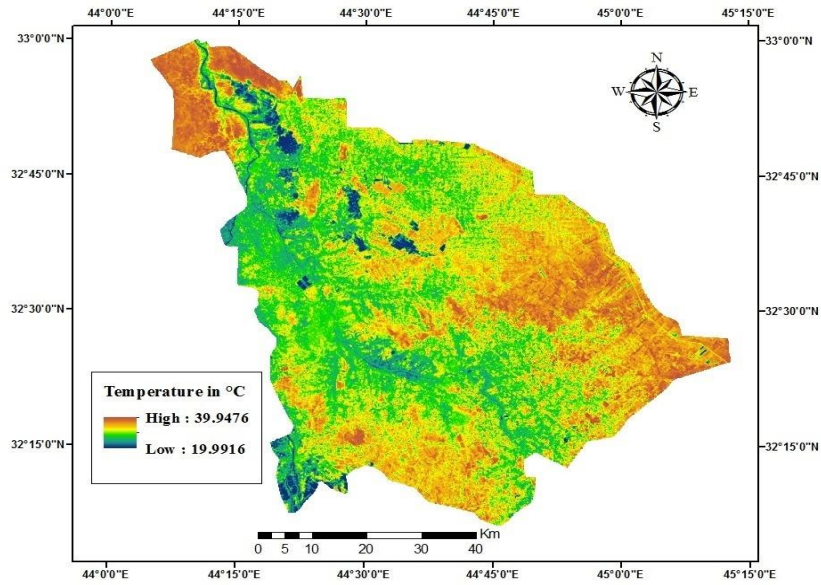 44°0'0"E 44°15'0"E 44°30'0"E 44°45'0"E 45°0'0"E 45°15'0"E
33°0'0"N 33°0'0"N
N
W E
S
32°45'0"N 32°45'0"N
32°30'0"N 32°30'0"N
Temperature in °C
High : 39.9476
Low : 19.9916
32°15'0"N 32°15'0"N
Km
0 5 10 20 30 40
44°0'0"E 44°15'0"E 44°30'0"E 44°45'0"E 45°0'0"E 45°15'0"E